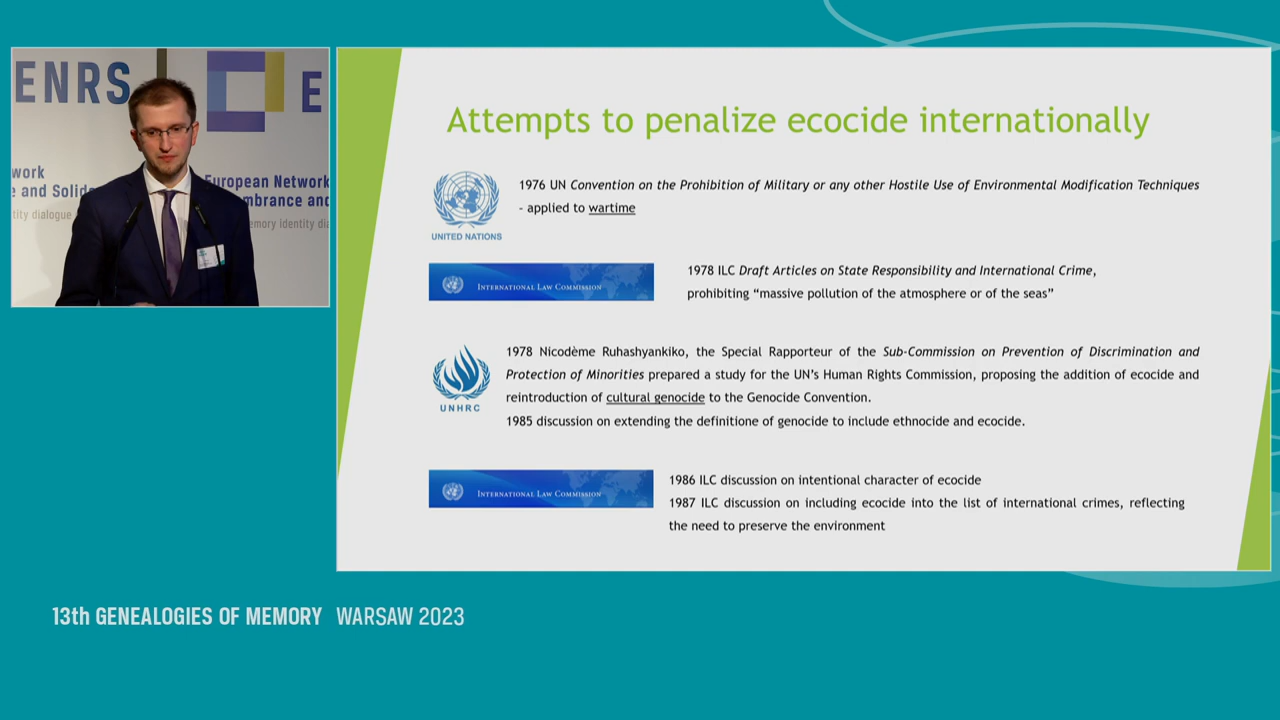 ENRS
E
work
e and Solid
tity dialogue
European Network
mbrance and
emory identity dia
Attempts to penalize ecocide internationally
1976 UN Convention on the Prohibition of Military or any other Hostile Use of Environmental Modification Techniques
- applied to wartime
UNITED NATIONS
INTERNATIONAL LAW COMMISSION
1978 ILC Draft Articles on State Responsibility and International Crime,
prohibiting “massive pollution of the atmosphere or of the seas”
1978 Nicodème Ruhashyankiko, the Special Rapporteur of the Sub-Commission on Prevention of Discrimination and
Protection of Minorities prepared a study for the UN’s Human Rights Commission, proposing the addition of ecocide and
reintroduction of cultural genocide to the Genocide Convention.
1985 discussion on extending the definitione of genocide to include ethnocide and ecocide.
UNHRC
INTERNATIONAL LAW COMMISSION
1986 ILC discussion on intentional character of ecocide
1987 ILC discussion on including ecocide into the list of international crimes, reflecting
the need to preserve the environment
13th GENEALOGIES OF MEMORY WARSAW 2023